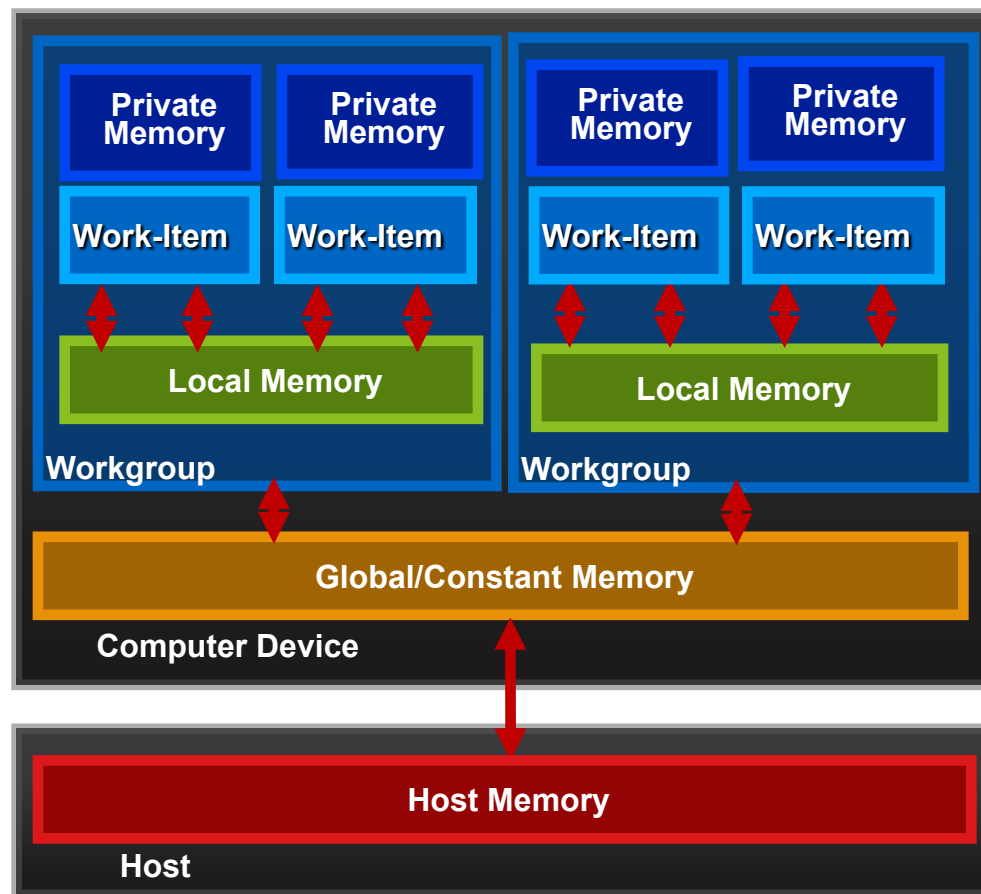 Private
Memory
Private
Memory
Private
Memory
Private
Memory
Work-Item
Work-Item
Work-Item
Work-Item
Local Memory
Local Memory
Workgroup
Workgroup
Global/Constant Memory
Computer Device
Host Memory
Host